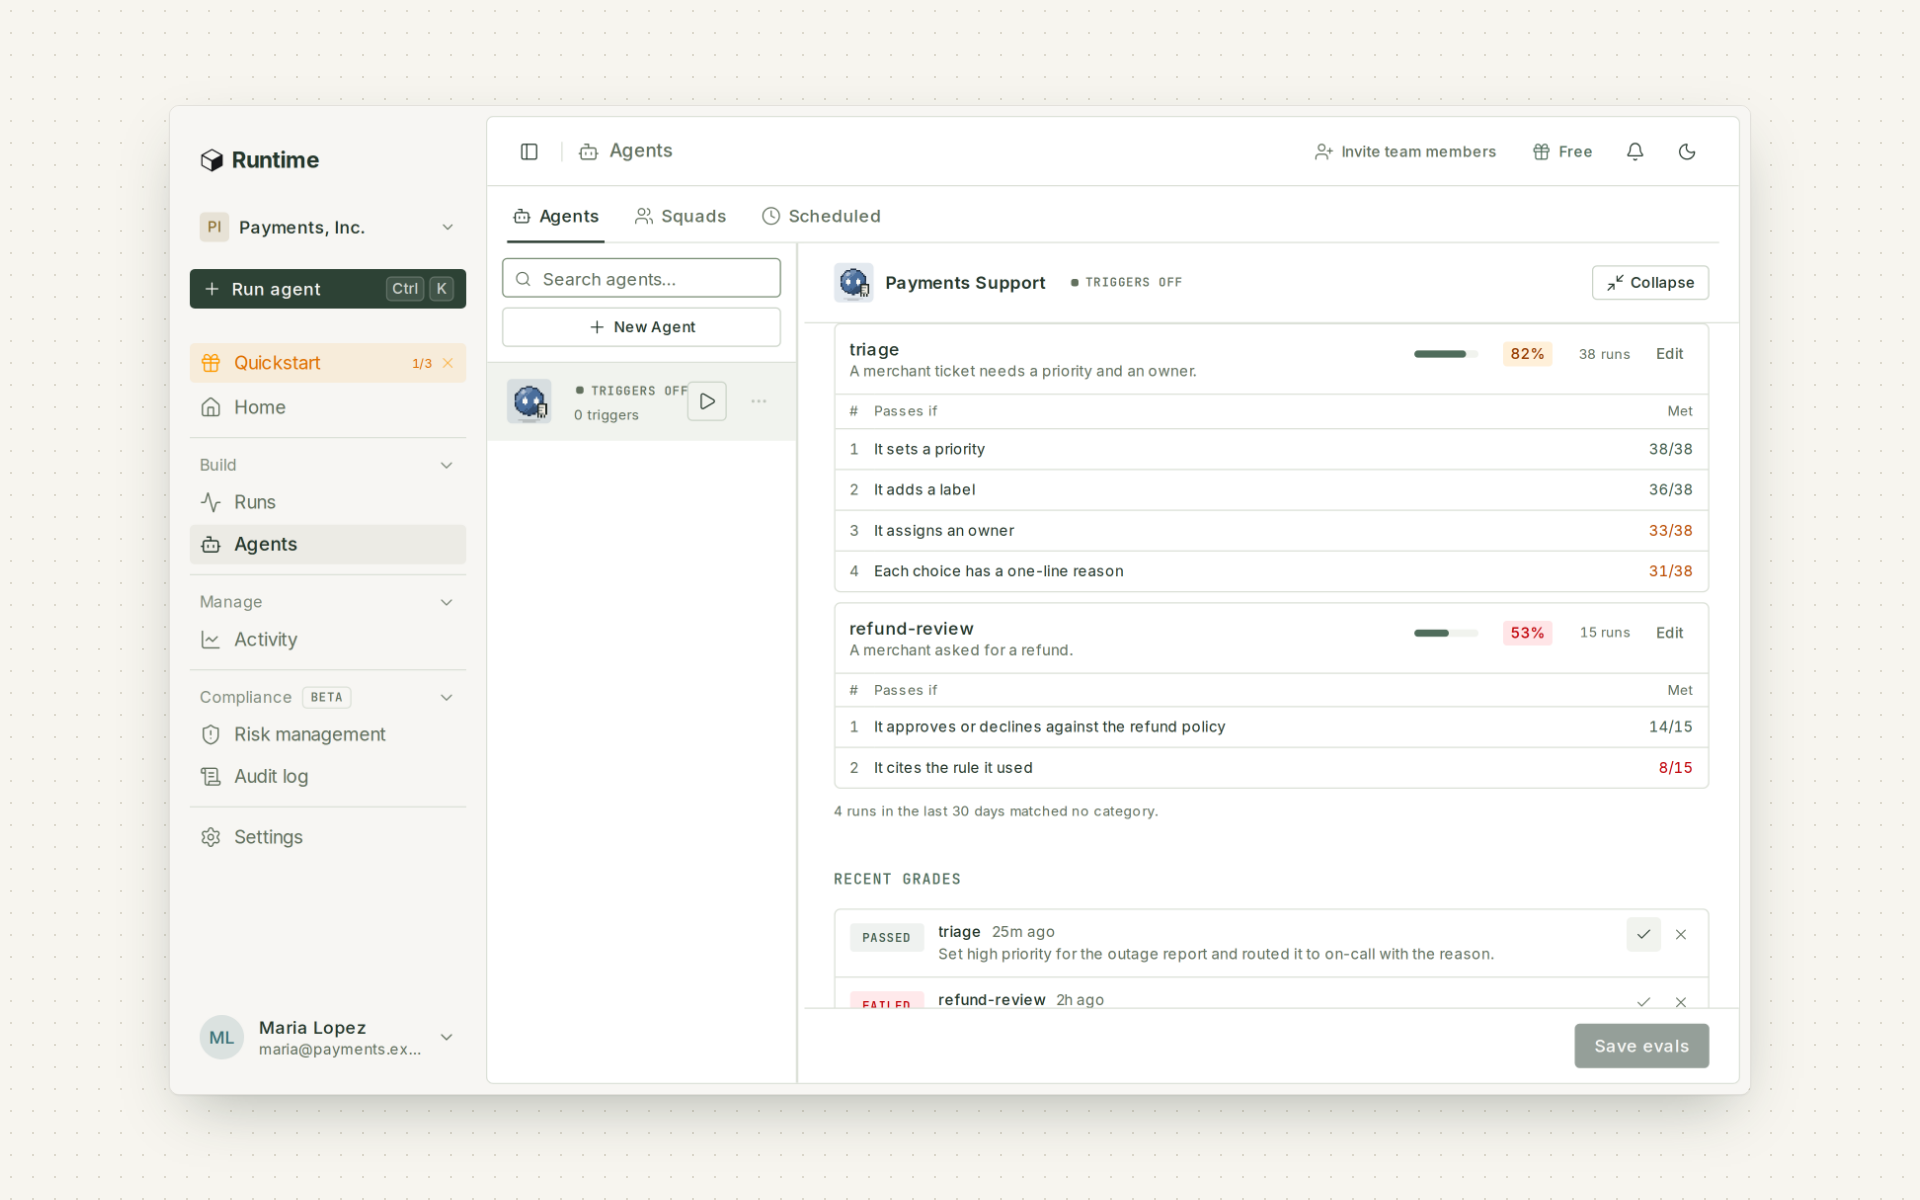 Runtime
PI Payments, Inc.
Run agent Ctrl K
Quickstart 1/3
Home
Build
Runs
Agents
Manage
Activity
Compliance BETA
Risk management
Audit log
Settings
ML Maria Lopez
maria@payments.ex...
Agents
Invite team members
Free
Agents Squads Scheduled
Search agents...
New Agent
TRIGGERS OFF
0 triggers
Payments Support TRIGGERS OFF
Collapse
triage
A merchant ticket needs a priority and an owner.
82% 38 runs Edit
# Passes if Met
1 It sets a priority 38/38
2 It adds a label 36/38
3 It assigns an owner 33/38
4 Each choice has a one-line reason 31/38
refund-review
A merchant asked for a refund.
53% 15 runs Edit
# Passes if Met
1 It approves or declines against the refund policy 14/15
2 It cites the rule it used 8/15
4 runs in the last 30 days matched no category.
RECENT GRADES
PASSED triage 25m ago
Set high priority for the outage report and routed it to on-call with the reason.
FAILED refund-review 2h ago
Save evals